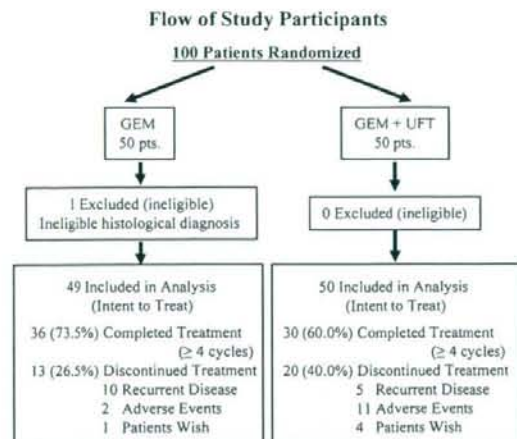 Flow of Study Participants
100 Patients Randomized
GEM
50 pts.
GEM + UFT
50 pts.
1 Excluded (ineligible)
Ineligible histological diagnosis
0 Excluded (ineligible)
49 Included in Analysis
(Intent to Treat)
36 (73.5%) Completed Treatment
(≥ 4 cycles)
13 (26.5%) Discontinued Treatment
10 Recurrent Disease
2 Adverse Events
1 Patients Wish
50 Included in Analysis
(Intent to Treat)
30 (60.0%) Completed Treatment
(≥ 4 cycles)
20 (40.0%) Discontinued Treatment
5 Recurrent Disease
11 Adverse Events
4 Patients Wish